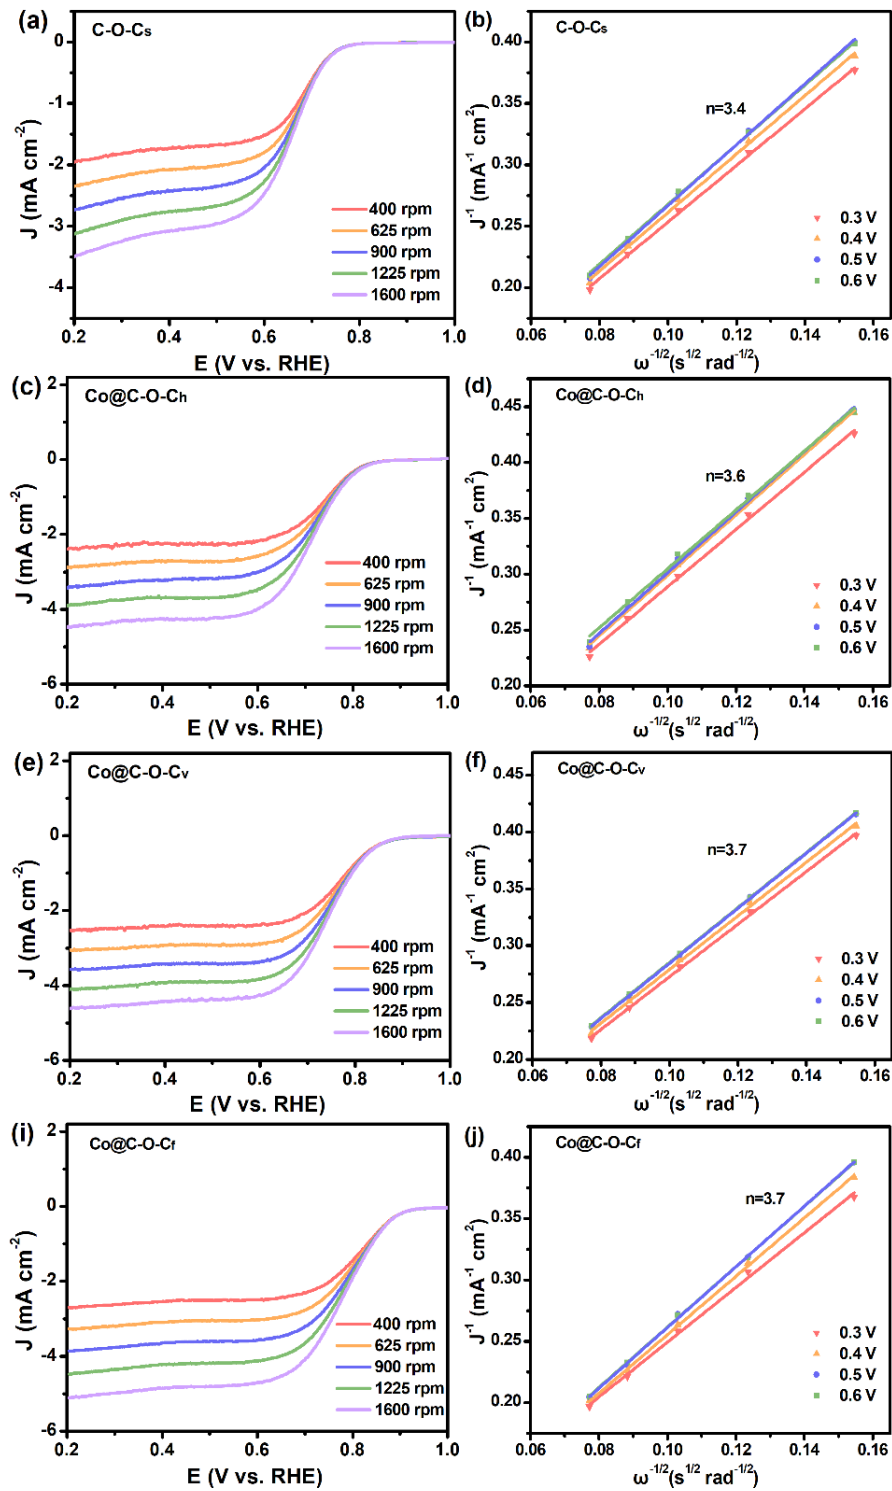 (a)
C-O-Cs
0
-1
-2
-3
-4
J (mA cm-2)
400 rpm
625 rpm
900 rpm
1225 rpm
1600 rpm
0.2 0.4 0.6 0.8 1.0
E (V vs. RHE)
(b)
C-O-Cs
0.40
0.35
0.30
0.25
0.20
J-1 (mA-1 cm2)
n=3.4
0.3 V
0.4 V
0.5 V
0.6 V
0.06 0.08 0.10 0.12 0.14 0.16
ω-1/2(s1/2 rad-1/2)
(c)
Co@C-O-Ch
2
0
-2
-4
-6
J (mA cm-2)
400 rpm
625 rpm
900 rpm
1225 rpm
1600 rpm
0.2 0.4 0.6 0.8 1.0
E (V vs. RHE)
(d)
Co@C-O-Ch
0.45
0.40
0.35
0.30
0.25
0.20
J-1 (mA-1 cm2)
n=3.6
0.3 V
0.4 V
0.5 V
0.6 V
0.06 0.08 0.10 0.12 0.14 0.16
ω-1/2(s1/2 rad-1/2)
(e)
Co@C-O-Cv
2
0
-2
-4
-6
J (mA cm-2)
400 rpm
625 rpm
900 rpm
1225 rpm
1600 rpm
0.2 0.4 0.6 0.8 1.0
E (V vs. RHE)
(f)
Co@C-O-Cv
0.45
0.40
0.35
0.30
0.25
0.20
J-1 (mA-1 cm2)
n=3.7
0.3 V
0.4 V
0.5 V
0.6 V
0.06 0.08 0.10 0.12 0.14 0.16
ω-1/2(s1/2 rad-1/2)
(i)
Co@C-O-Cf
2
0
-2
-4
-6
J (mA cm-2)
400 rpm
625 rpm
900 rpm
1225 rpm
1600 rpm
0.2 0.4 0.6 0.8 1.0
E (V vs. RHE)
(j)
Co@C-O-Cf
0.40
0.35
0.30
0.25
0.20
J-1 (mA-1 cm2)
n=3.7
0.3 V
0.4 V
0.5 V
0.6 V
0.06 0.08 0.10 0.12 0.14 0.16
ω-1/2(s1/2 rad-1/2)